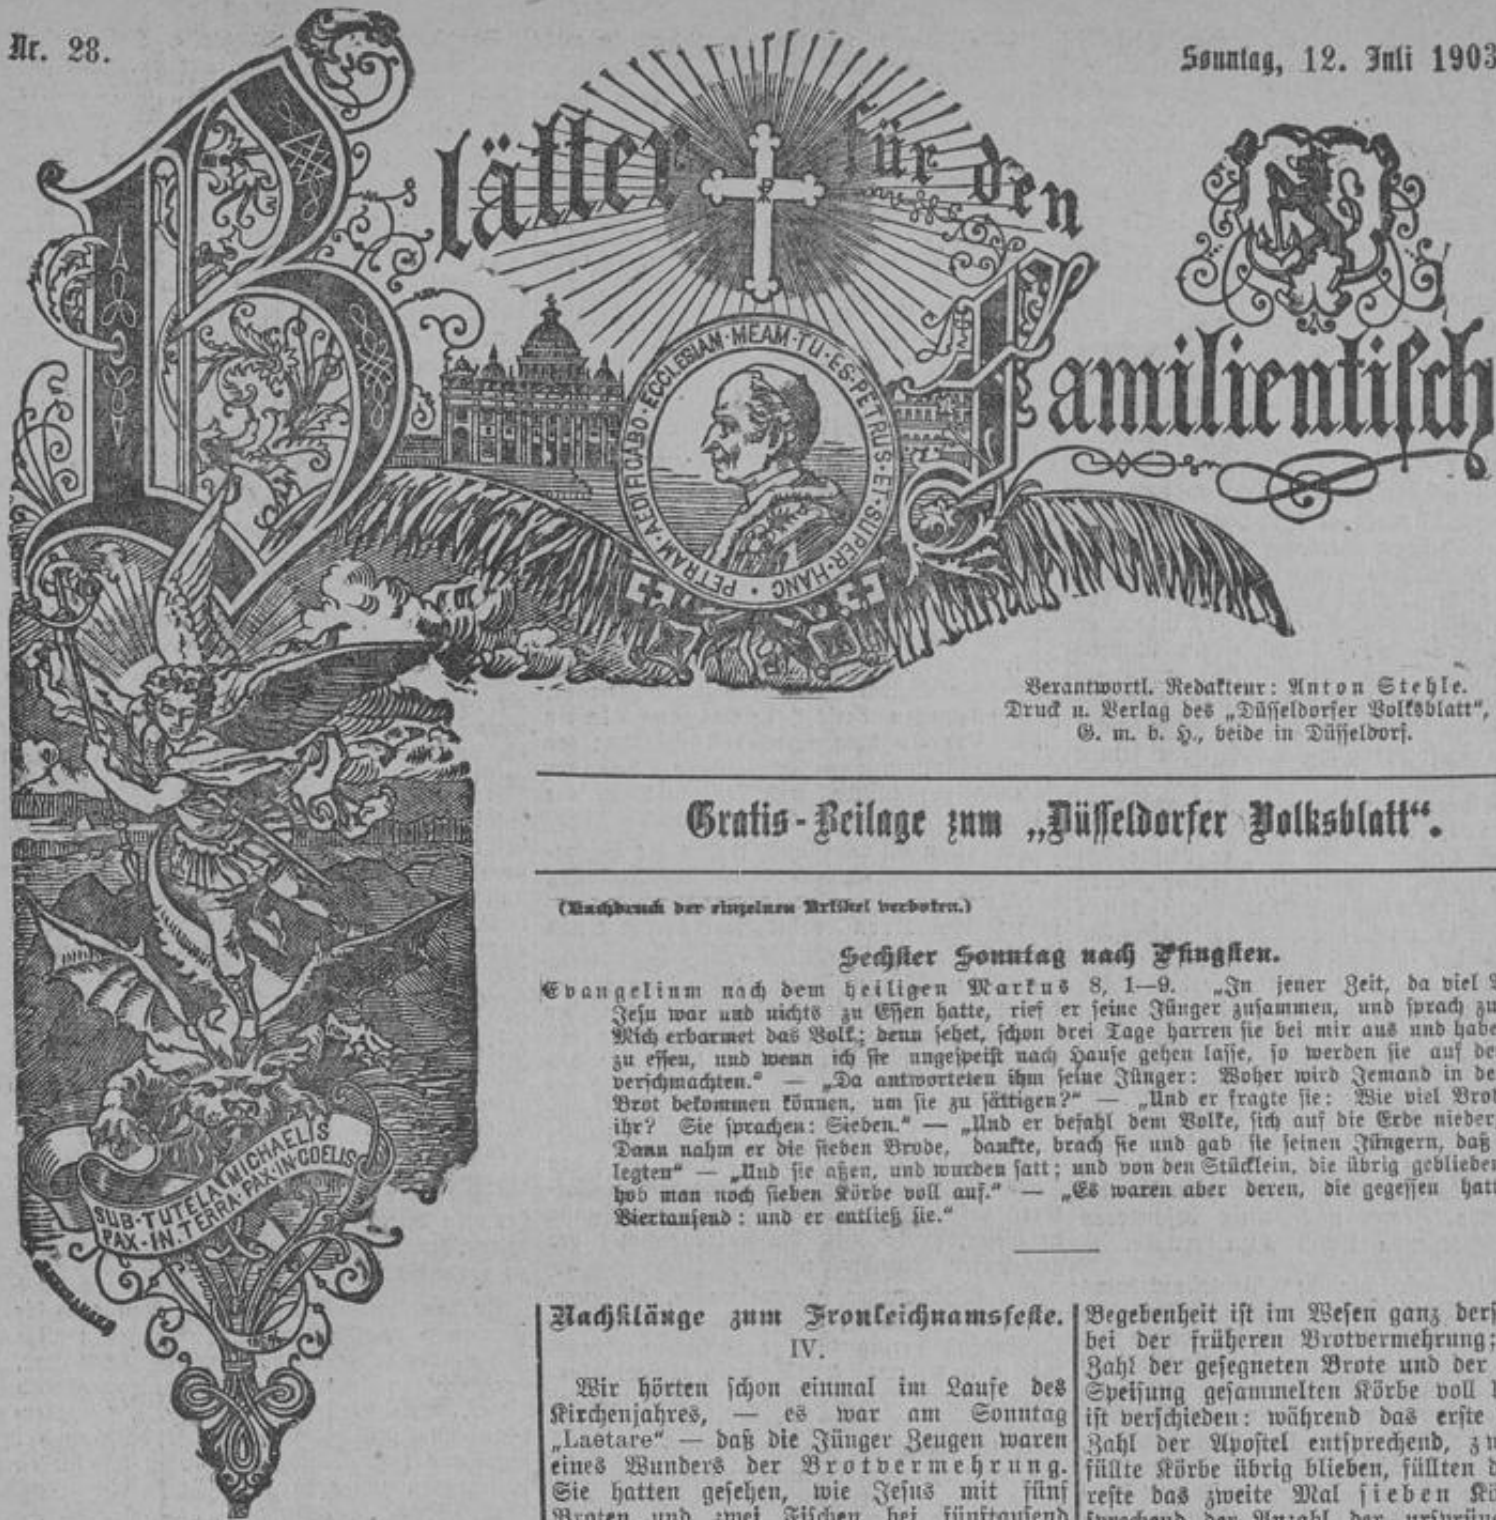 Nr. 28.
Sonntag, 12. Juli 1903
Blätter für den
Familientisch
PETRAM · AEDIFICABO · ECCLESIAM · MEAM · TU · ES · PETRUS · ET · SUPER · HANC ·
Verantwortl. Redakteur: Anton Stehle.
Druck u. Verlag des „Düsseldorfer Volksblatt“,
G. m. b. H., beide in Düsseldorf.
Gratis-Beilage zum „Düsseldorfer Volksblatt“.
(Nachdruck der einzelnen Artikel verboten.)
Sechster Sonntag nach Pfingsten.
Evangelium nach dem heiligen Markus 8, 1—9. „In jener Zeit, da viel
Jesu war und nichts zu Essen hatte, rief er seine Jünger zusammen, und sprach zu
Mich erbarmet das Volk; denn sehet, schon drei Tage harren sie bei mir aus und habe
zu essen, und wenn ich sie ungespeist nach Hause gehen lasse, so werden sie auf de
verschmachten.“ — „Da antworteten ihm seine Jünger: Woher wird Jemand in de
Brot bekommen können, um sie zu sättigen?“ — „Und er fragte sie: Wie viel Brot
ihr? Sie sprachen: Sieben.“ — „Und er befahl dem Volke, sich auf die Erde nieder
Dann nahm er die sieben Brode, dankte, brach sie und gab sie seinen Jüngern, daß
legten“ — „Und sie aßen, und wurden satt; und von den Stücklein, die übrig geblieben
hob man noch sieben Körbe voll auf.“ — „Es waren aber deren, die gegessen hatt
Viertausend: und er entließ sie.“
SUB · TUTELA MICHAELIS
PAX · IN · TERRA · PAX · IN · COELIS
Nachklänge zum Fronleichnamsfeste.
IV.
Wir hörten schon einmal im Laufe des
Kirchenjahres, — es war am Sonntag
„Laetare“ — daß die Jünger Zeugen waren
eines Wunders der Brotvermehrung.
Sie hatten gesehen, wie Jesus mit fünf
Broten und zwei Fischen bei fünftausend
Begebenheit ist im Wesen ganz ders
bei der früheren Brotvermehrung;
Zahl der gesegneten Brote und der
Speisung gesammelten Körbe voll
ist verschieden: während das erste
Zahl der Apostel entsprechend, zw
füllte Körbe übrig blieben, füllten d
reste das zweite Mal sieben Kö
sprechend der Anzahl der ursprün